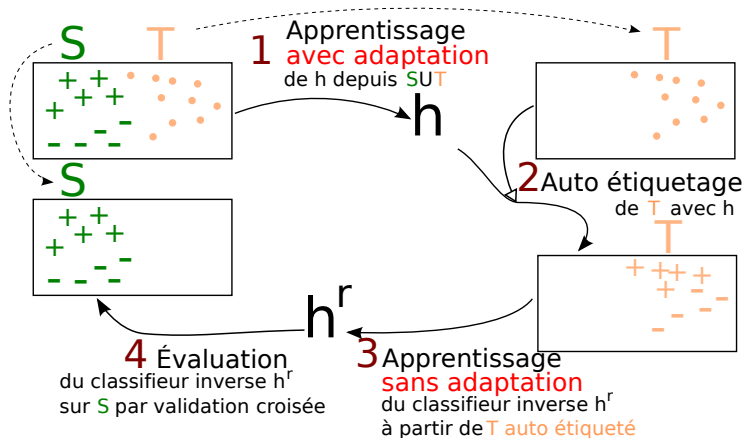 S T
1 Apprentissage
avec adaptation
de h depuis SUT
T
h
S
2 Auto étiquetage
de T avec h
T
h^r
3 Apprentissage
sans adaptation
du classifieur inverse h^r
à partir de T auto étiqueté
4 Évaluation
du classifieur inverse h^r
sur S par validation croisée